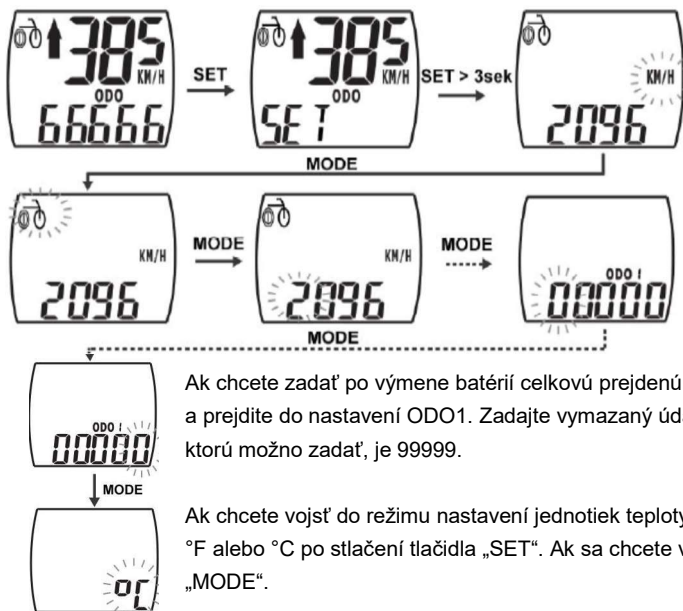 385 KM/H ODO 66666
SET
385 KM/H ODO SET
SET > 3sek
KM/H 2096
MODE
KM/H 2096
MODE
KM/H 2096
MODE
ODO 1 00000
MODE
ODO 1 00000
Ak chcete zadať po výmene batérií celkovú prejdenú
a prejdite do nastavení ODO1. Zadajte vymazaný
ktorú možno zadať, je 99999.
MODE
Ak chcete vojsť do režimu nastavení jednotiek teploty
°F alebo °C po stlačení tlačidla „SET“. Ak sa chcete
„MODE“.
°C